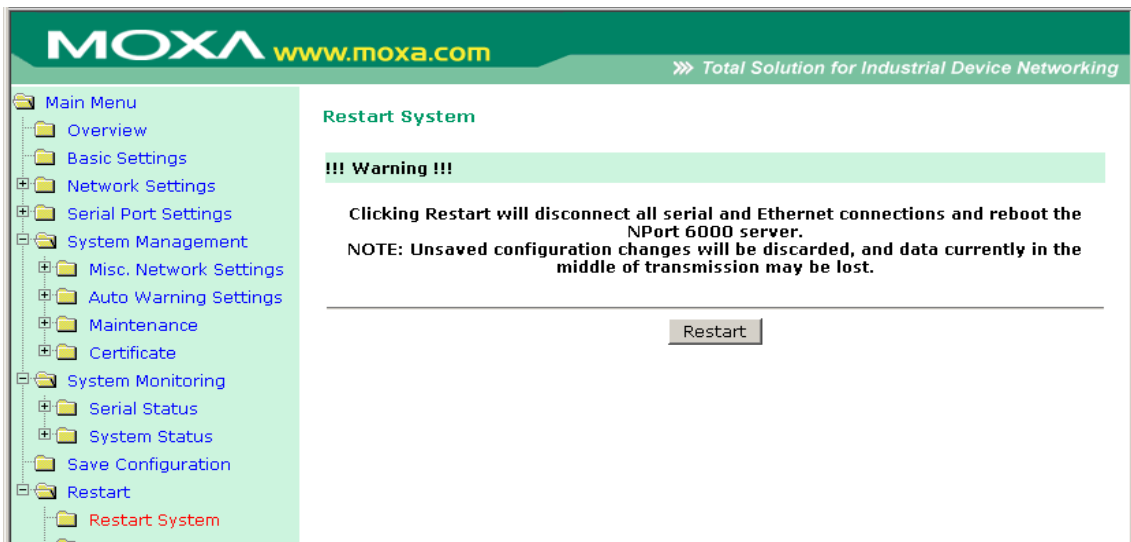 MOXA www.moxa.com
Total Solution for Industrial Device Networking
Main Menu
Overview
Basic Settings
Network Settings
Serial Port Settings
System Management
Misc. Network Settings
Auto Warning Settings
Maintenance
Certificate
System Monitoring
Serial Status
System Status
Save Configuration
Restart
Restart System
Restart System
!!! Warning !!!
Clicking Restart will disconnect all serial and Ethernet connections and reboot the
NPort 6000 server.
NOTE: Unsaved configuration changes will be discarded, and data currently in the
middle of transmission may be lost.
Restart